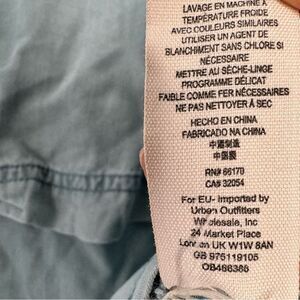 LAVAGE EN MACHINE À
TEMPÉRATURE FROIDE
AVEC COULEURS SIMILAIRES
UTILISER UN AGENT DE
BLANCHIMENT SANS CHLORE SI
NÉCESSAIRE
METTRE AU SÈCHE-LINGE
PROGRAMME DÉLICAT
FAIBLE COMME FER NÉCESSAIRES
NE PAS NETTOYER À SEC
HECHO EN CHINA
FABRICADO NA CHINA
中国制造
中國製
RN# 66170
CA# 32054
For EU- Imported by
Urban Outfitters
Wholesale, Inc
24 Market Place
London UK W1W 8AN
GB 975119105
OB486386